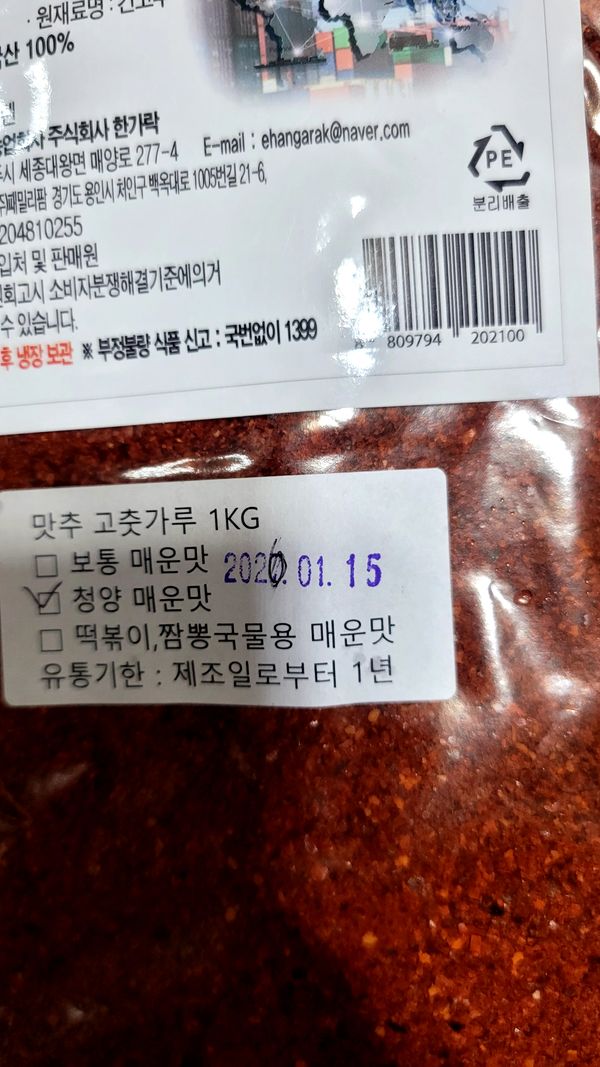 · 원재료명 : 건고추
산 100%
주식회사 한가락
E-mail : ehangarak@naver.com
세종대왕면 매양로 277-4
경기도 용인시 처인구 백옥대로 1005번길 21-6,
204810255
입처 및 판매원
회고시 소비자분쟁해결기준에의거
수 있습니다.
후 냉장 보관 ※ 부정불량 식품 신고 : 국번없이 1399
PE
분리배출
809794 202100
맛추 고춧가루 1KG
□ 보통 매운맛
☑ 청양 매운맛
2020.01.15
□ 떡볶이,짬뽕국물용 매운맛
유통기한 : 제조일로부터 1년